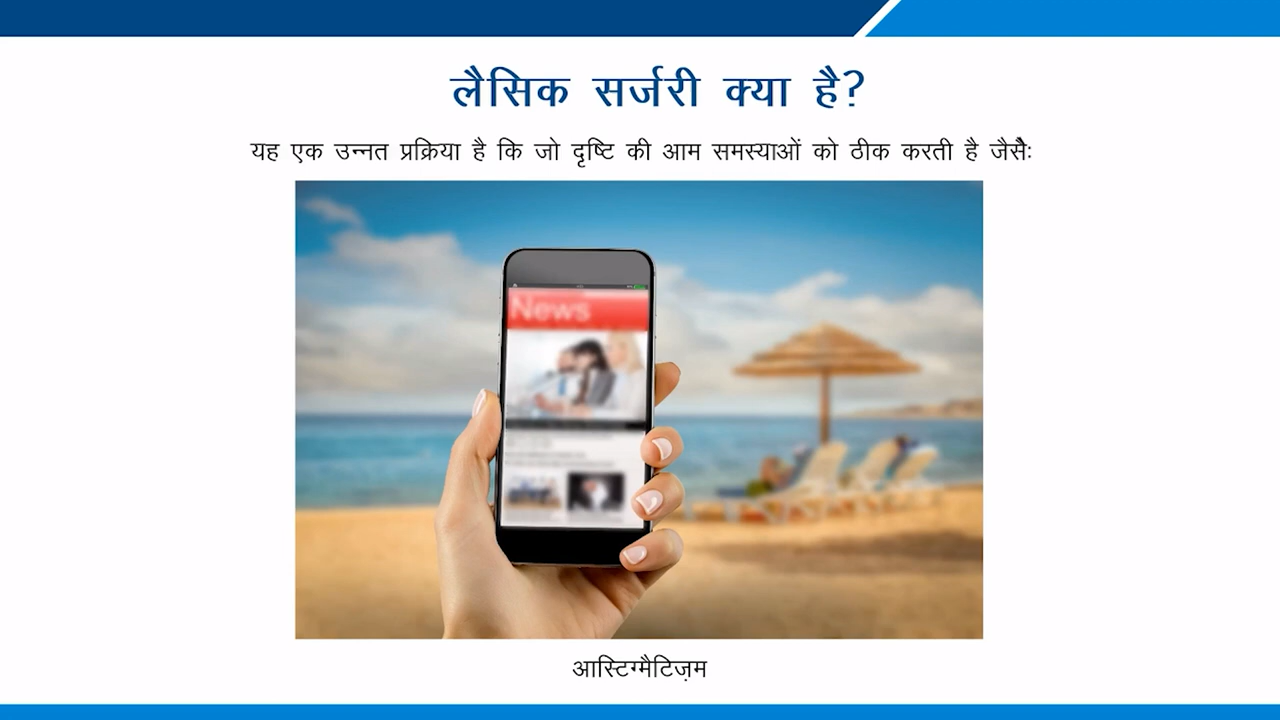 लैसिक सर्जरी क्या है?
यह एक उन्नत प्रक्रिया है कि जो दृष्टि की आम समस्याओं को ठीक करती है जैसे:
News
आस्टिग्मैटिज़म